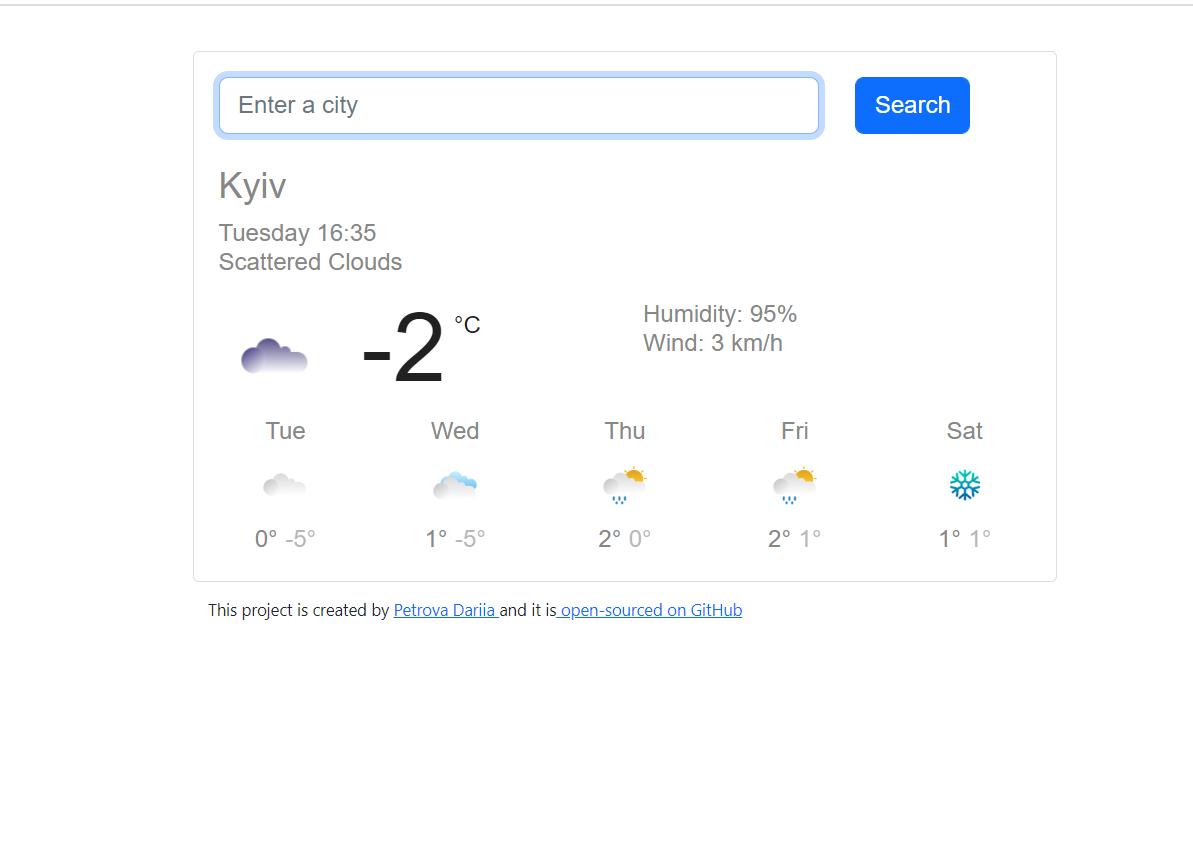 Enter a city
Search
Kyiv
Tuesday 16:35
Scattered Clouds
-2 °C
Humidity: 95%
Wind: 3 km/h
Tue Wed Thu Fri Sat
0° -5° 1° -5° 2° 0° 2° 1° 1° 1°
This project is created by Petrova Dariia and it is open-sourced on GitHub